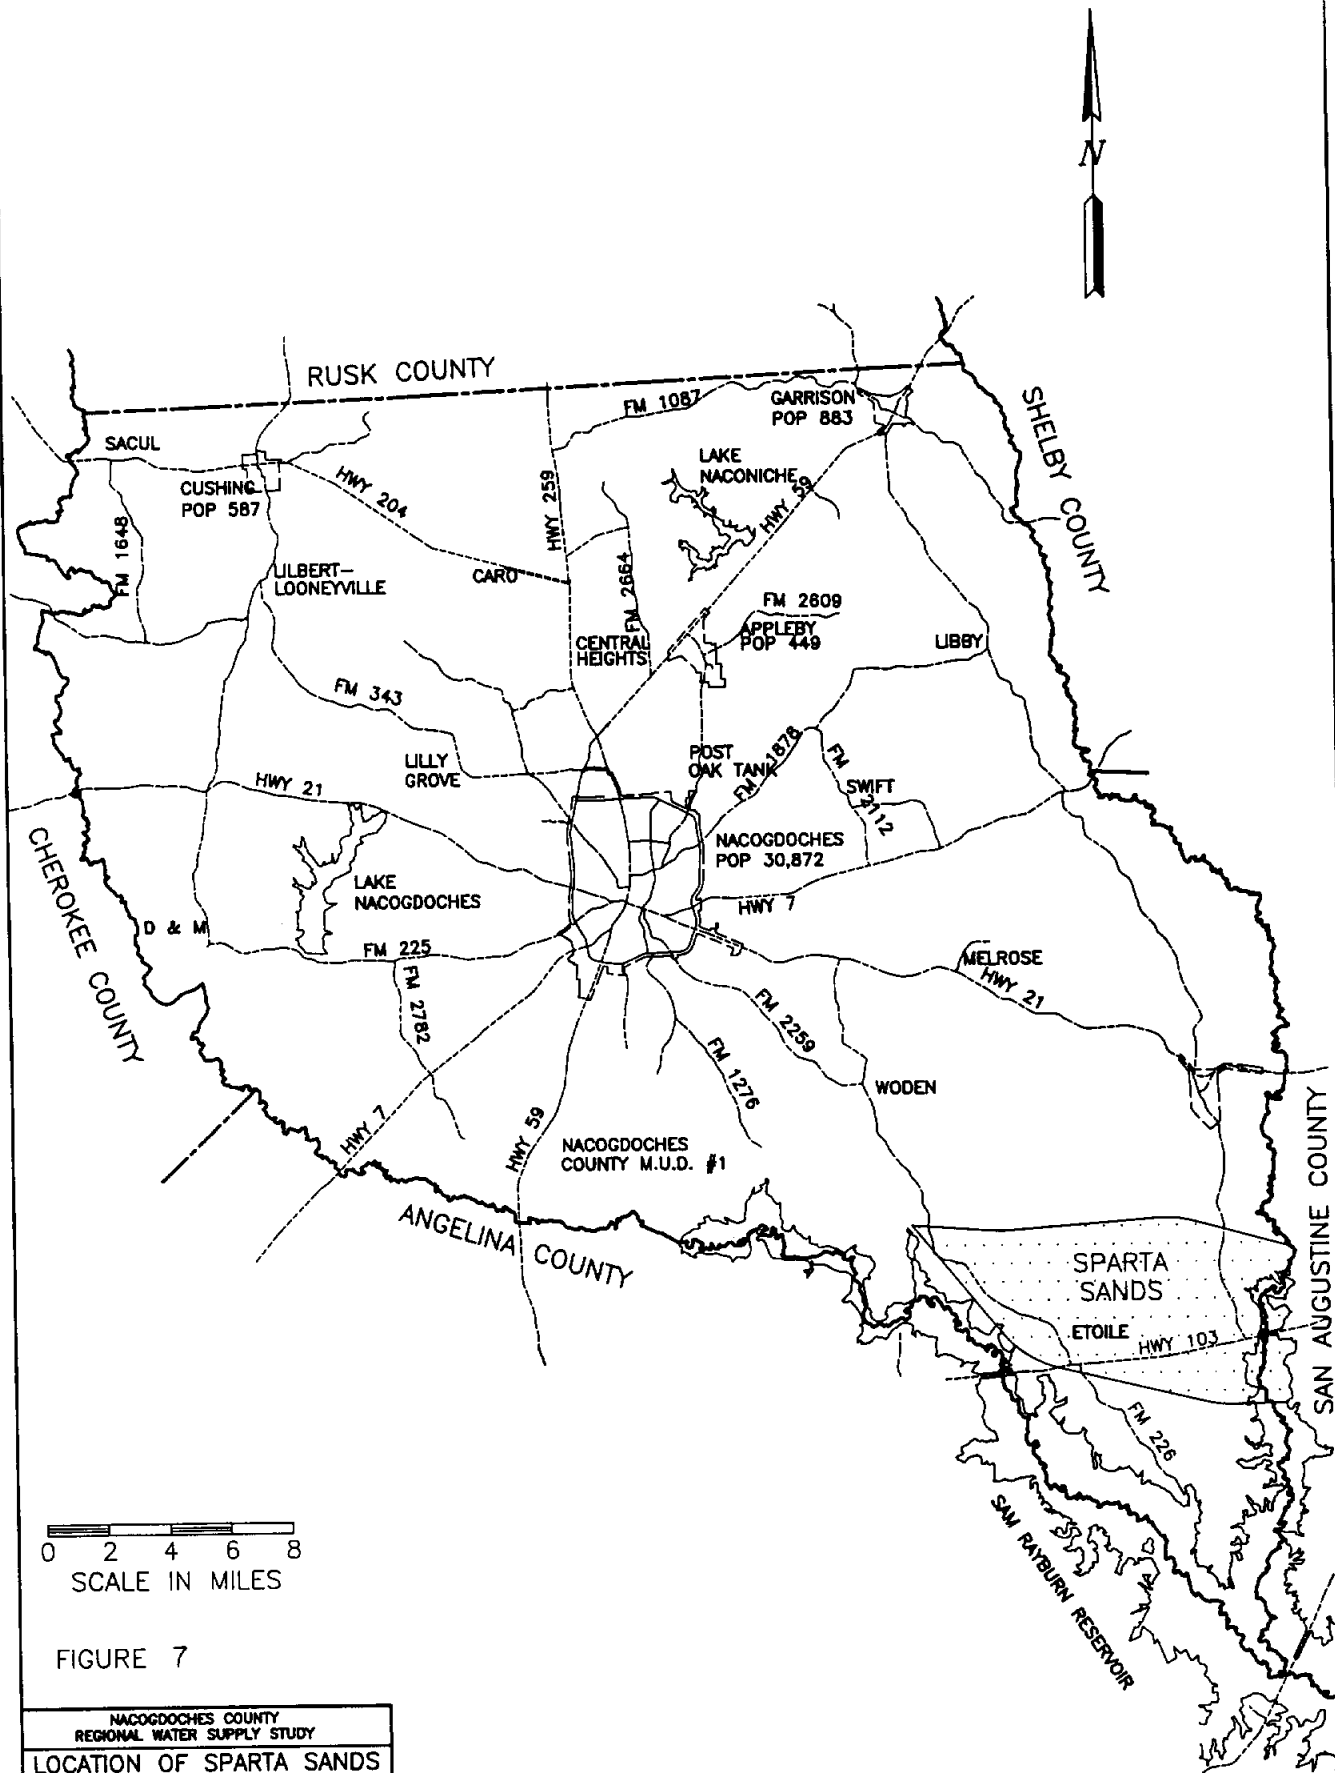 N
RUSK COUNTY
SHELBY COUNTY
FM 1087
GARRISON
POP 883
SACUL
LAKE
NACONICHE
CUSHING
POP 587
HWY 204
HWY 259
HWY 59
FM 1648
FM 2664
LILBERT-
LOONEYVILLE
CARO
FM 2609
APPLEBY
POP 449
CENTRAL
HEIGHTS
LIBBY
FM 343
LILLY
GROVE
POST
OAK TANK
FM 1878
FM 2112
SWIFT
HWY 21
NACOGDOCHES
POP 30,872
CHEROKEE COUNTY
LAKE
NACOGDOCHES
HWY 7
D & M
FM 225
MELROSE
HWY 21
FM 2782
FM 2259
FM 1276
WODEN
HWY 7
HWY 59
NACOGDOCHES
COUNTY M.U.D. #1
SAN AUGUSTINE COUNTY
ANGELINA COUNTY
SPARTA
SANDS
ETOILE
HWY 103
FM 226
SAM RAYBURN RESERVOIR
0 2 4 6 8
SCALE IN MILES
FIGURE 7
NACOGDOCHES COUNTY
REGIONAL WATER SUPPLY STUDY
LOCATION OF SPARTA SANDS